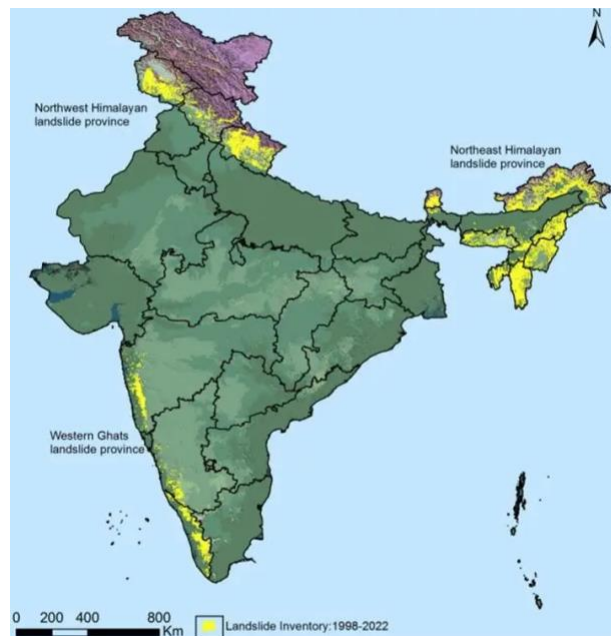 N
Northwest Himalayan
landslide province
Northeast Himalayan
landslide province
Western Ghats
landslide province
0 200 400 800
Km
Landslide Inventory:1998-2022